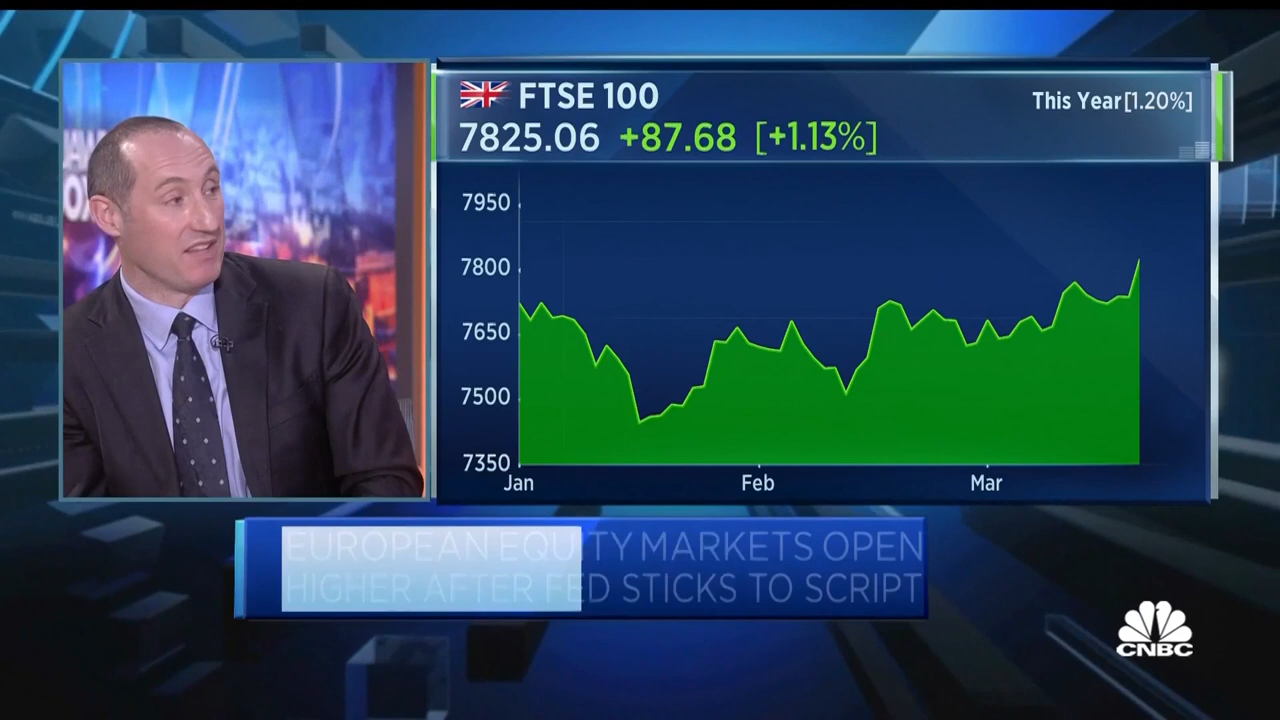 FTSE 100
This Year[1.20%]
7825.06 +87.68 [+1.13%]
7950
7800
7650
7500
7350
Jan Feb Mar
EUROPEAN EQUITY MARKETS OPEN
HIGHER AFTER FED STICKS TO SCRIPT
CNBC